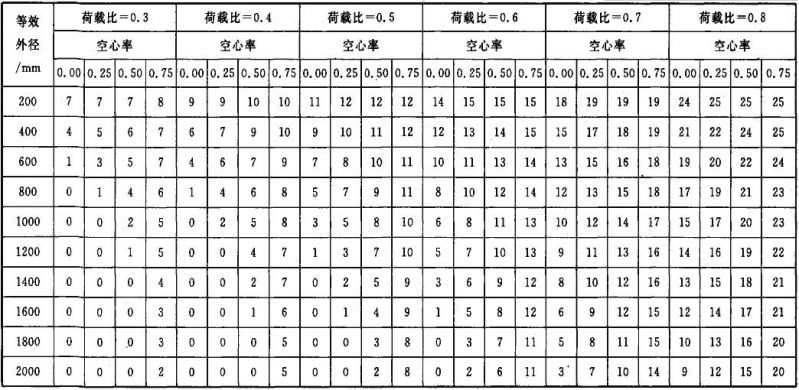 等效外径/mm 荷载比=0.3 荷载比=0.4 荷载比=0.5 荷载比=0.6 荷载比=0.7 荷载比=0.8
空心率 空心率 空心率 空心率 空心率 空心率
0.00 0.25 0.50 0.75 0.00 0.25 0.50 0.75 0.00 0.25 0.50 0.75 0.00 0.25 0.50 0.75 0.00 0.25 0.50 0.75 0.00 0.25 0.50 0.75
200 7 7 7 8 9 9 10 10 11 12 12 12 14 15 15 15 18 19 19 19 24 25 25 25
400 4 5 6 7 6 7 9 10 9 10 11 12 12 13 14 15 15 17 18 19 21 22 24 25
600 1 3 5 7 4 6 7 9 7 8 10 11 10 11 13 14 13 15 16 18 19 20 22 24
800 0 1 4 6 1 4 6 8 5 7 9 11 8 10 12 14 12 13 15 18 17 19 21 23
1000 0 0 2 5 0 2 5 8 3 5 8 10 6 8 11 13 10 12 14 17 15 17 20 23
1200 0 0 1 5 0 0 4 7 1 3 7 10 5 7 10 13 9 11 13 16 14 16 19 22
1400 0 0 0 4 0 0 2 7 0 2 5 9 3 6 9 12 8 10 12 16 13 15 18 21
1600 0 0 0 3 0 0 1 6 0 1 4 9 1 5 8 12 6 9 12 15 12 14 17 21
1800 0 0 0 3 0 0 0 5 0 0 3 8 0 3 7 11 5 8 11 15 10 13 16 20
2000 0 0 0 2 0 0 0 5 0 0 2 8 0 2 6 11 3 7 10 14 9 12 15 20